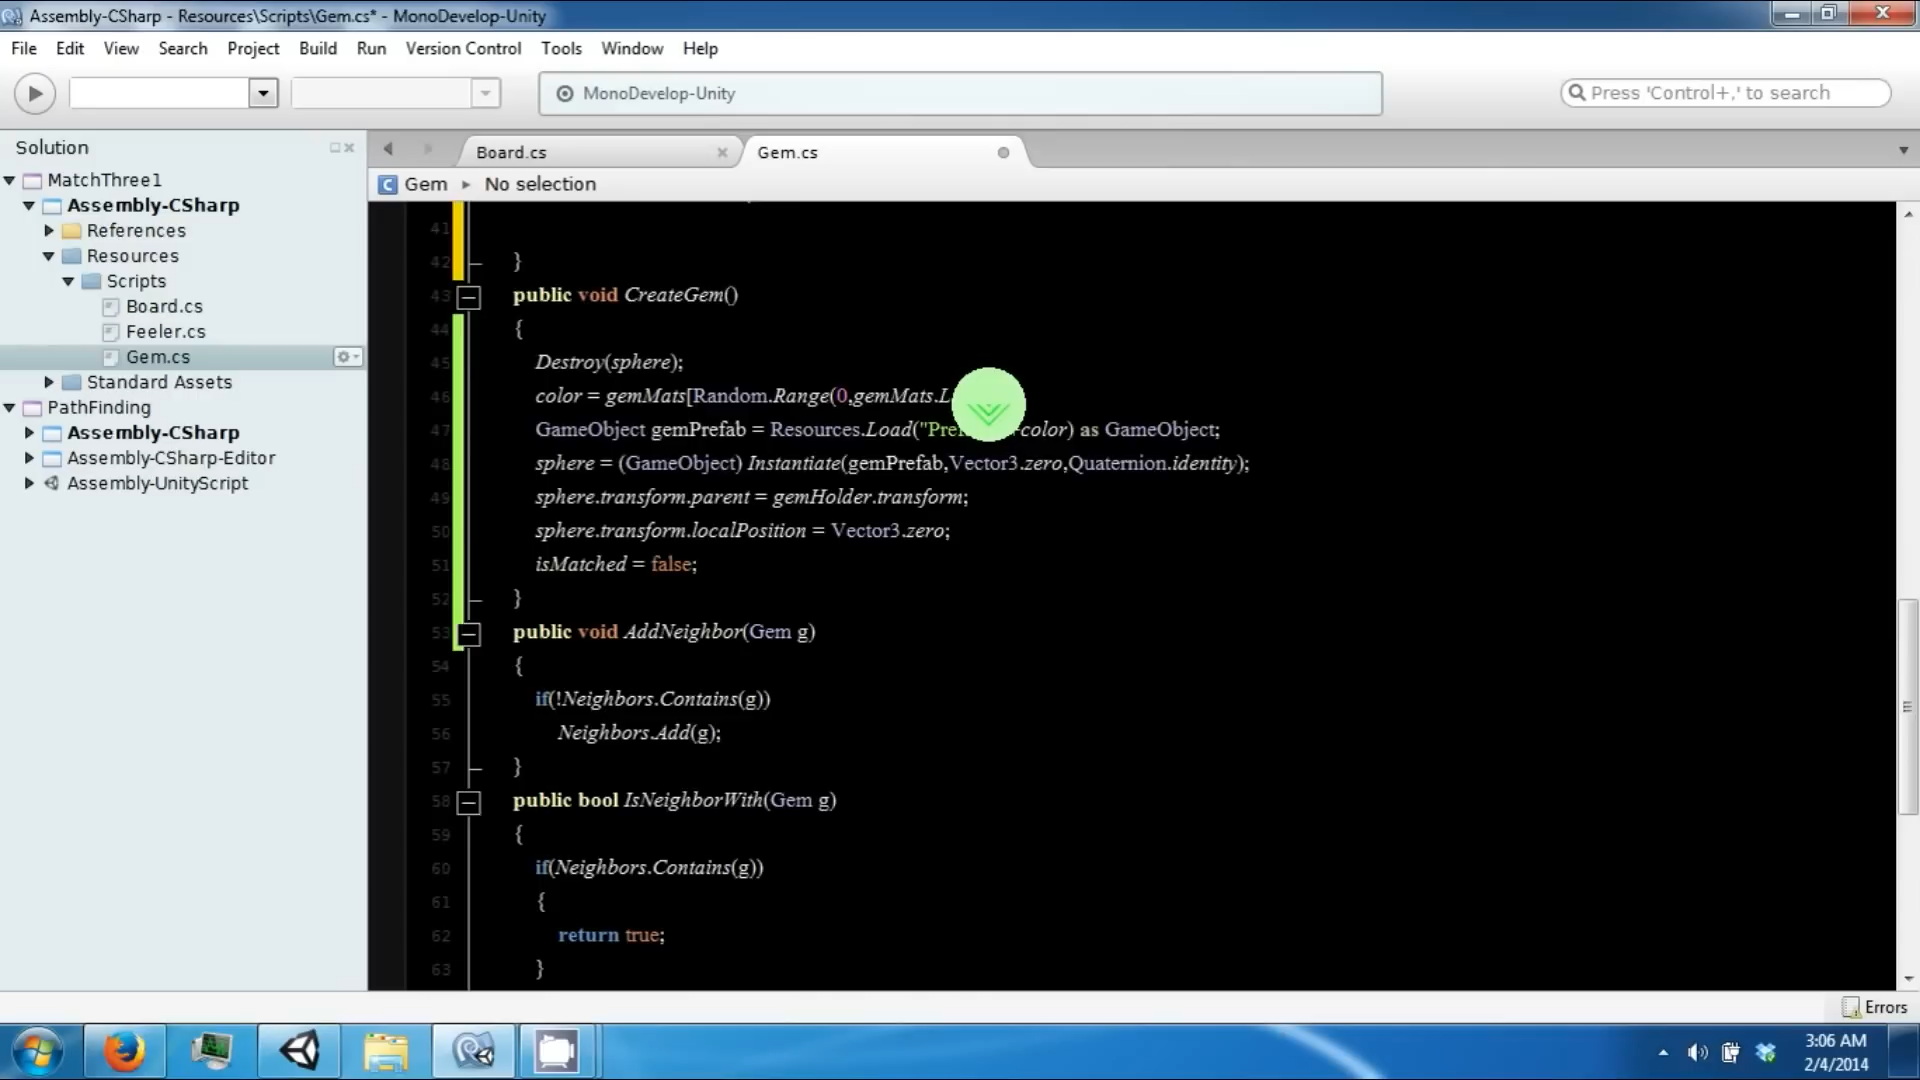 Assembly-CSharp - Resources\Scripts\Gem.cs* - MonoDevelop-Unity
File Edit View Search Project Build Run Version Control Tools Window Help
MonoDevelop-Unity
Press 'Control+,' to search
Solution
MatchThree1
Assembly-CSharp
References
Resources
Scripts
Board.cs
Feeler.cs
Gem.cs
Standard Assets
PathFinding
Assembly-CSharp
Assembly-CSharp-Editor
Assembly-UnityScript
Board.cs
Gem.cs
C Gem No selection
41
42 }
43 public void CreateGem()
44 {
45 Destroy(sphere);
46 color = gemMats[Random.Range(0,gemMats.L
47 GameObject gemPrefab = Resources.Load("Pre color) as GameObject;
48 sphere = (GameObject) Instantiate(gemPrefab,Vector3.zero,Quaternion.identity);
49 sphere.transform.parent = gemHolder.transform;
50 sphere.transform.localPosition = Vector3.zero;
51 isMatched = false;
52 }
53 public void AddNeighbor(Gem g)
54 {
55 if(!Neighbors.Contains(g))
56 Neighbors.Add(g);
57 }
58 public bool IsNeighborWith(Gem g)
59 {
60 if(Neighbors.Contains(g))
61 {
62 return true;
63 }
Errors
3:06 AM
2/4/2014